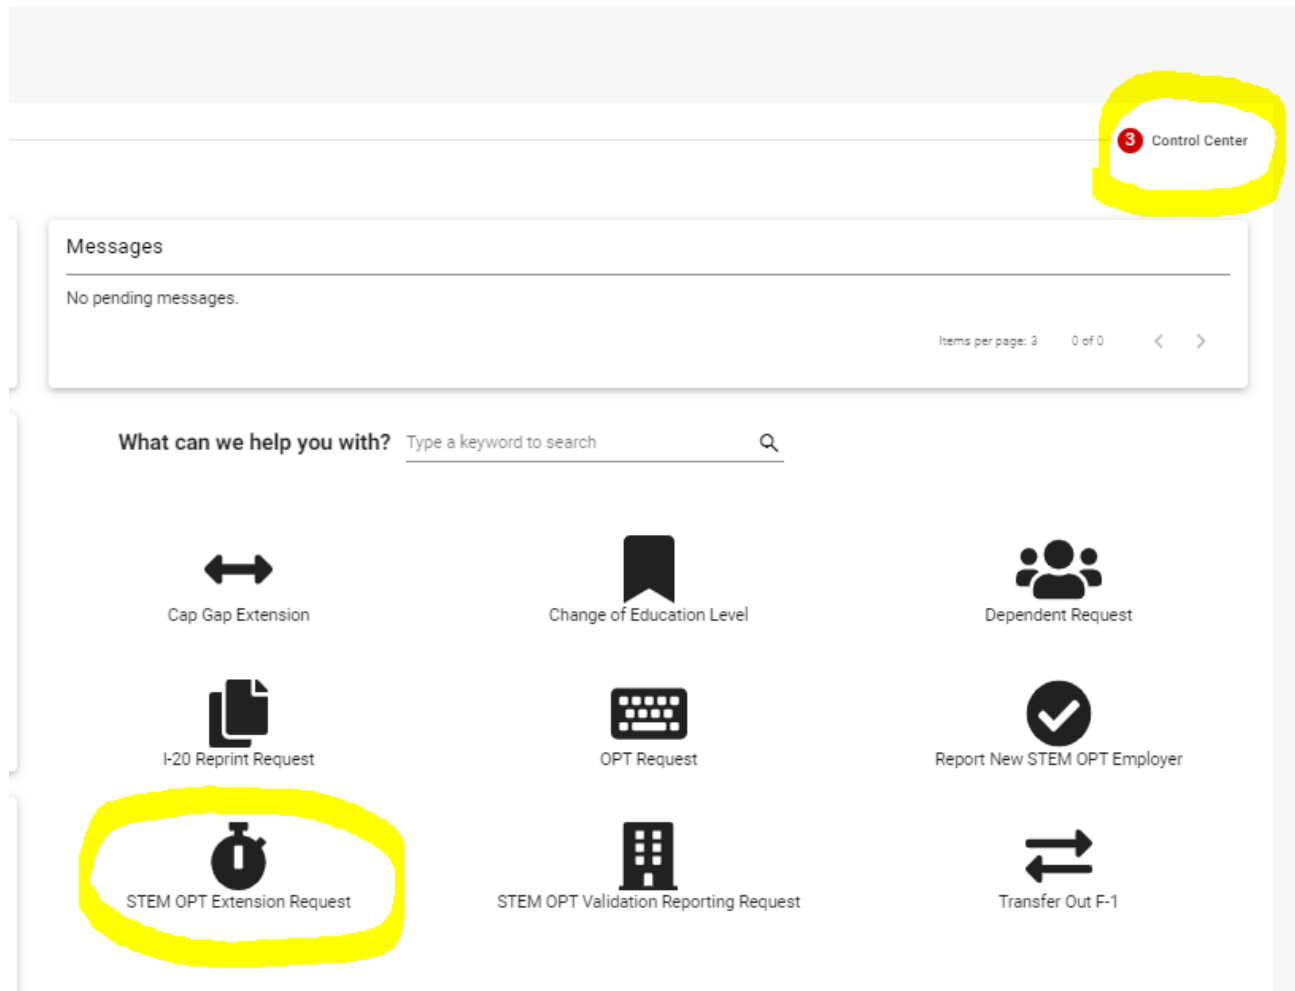 3 Control Center
Messages
No pending messages.
Items per page: 3 0 of 0
What can we help you with? Type a keyword to search
Cap Gap Extension
Change of Education Level
Dependent Request
I-20 Reprint Request
OPT Request
Report New STEM OPT Employer
STEM OPT Extension Request
STEM OPT Validation Reporting Request
Transfer Out F-1